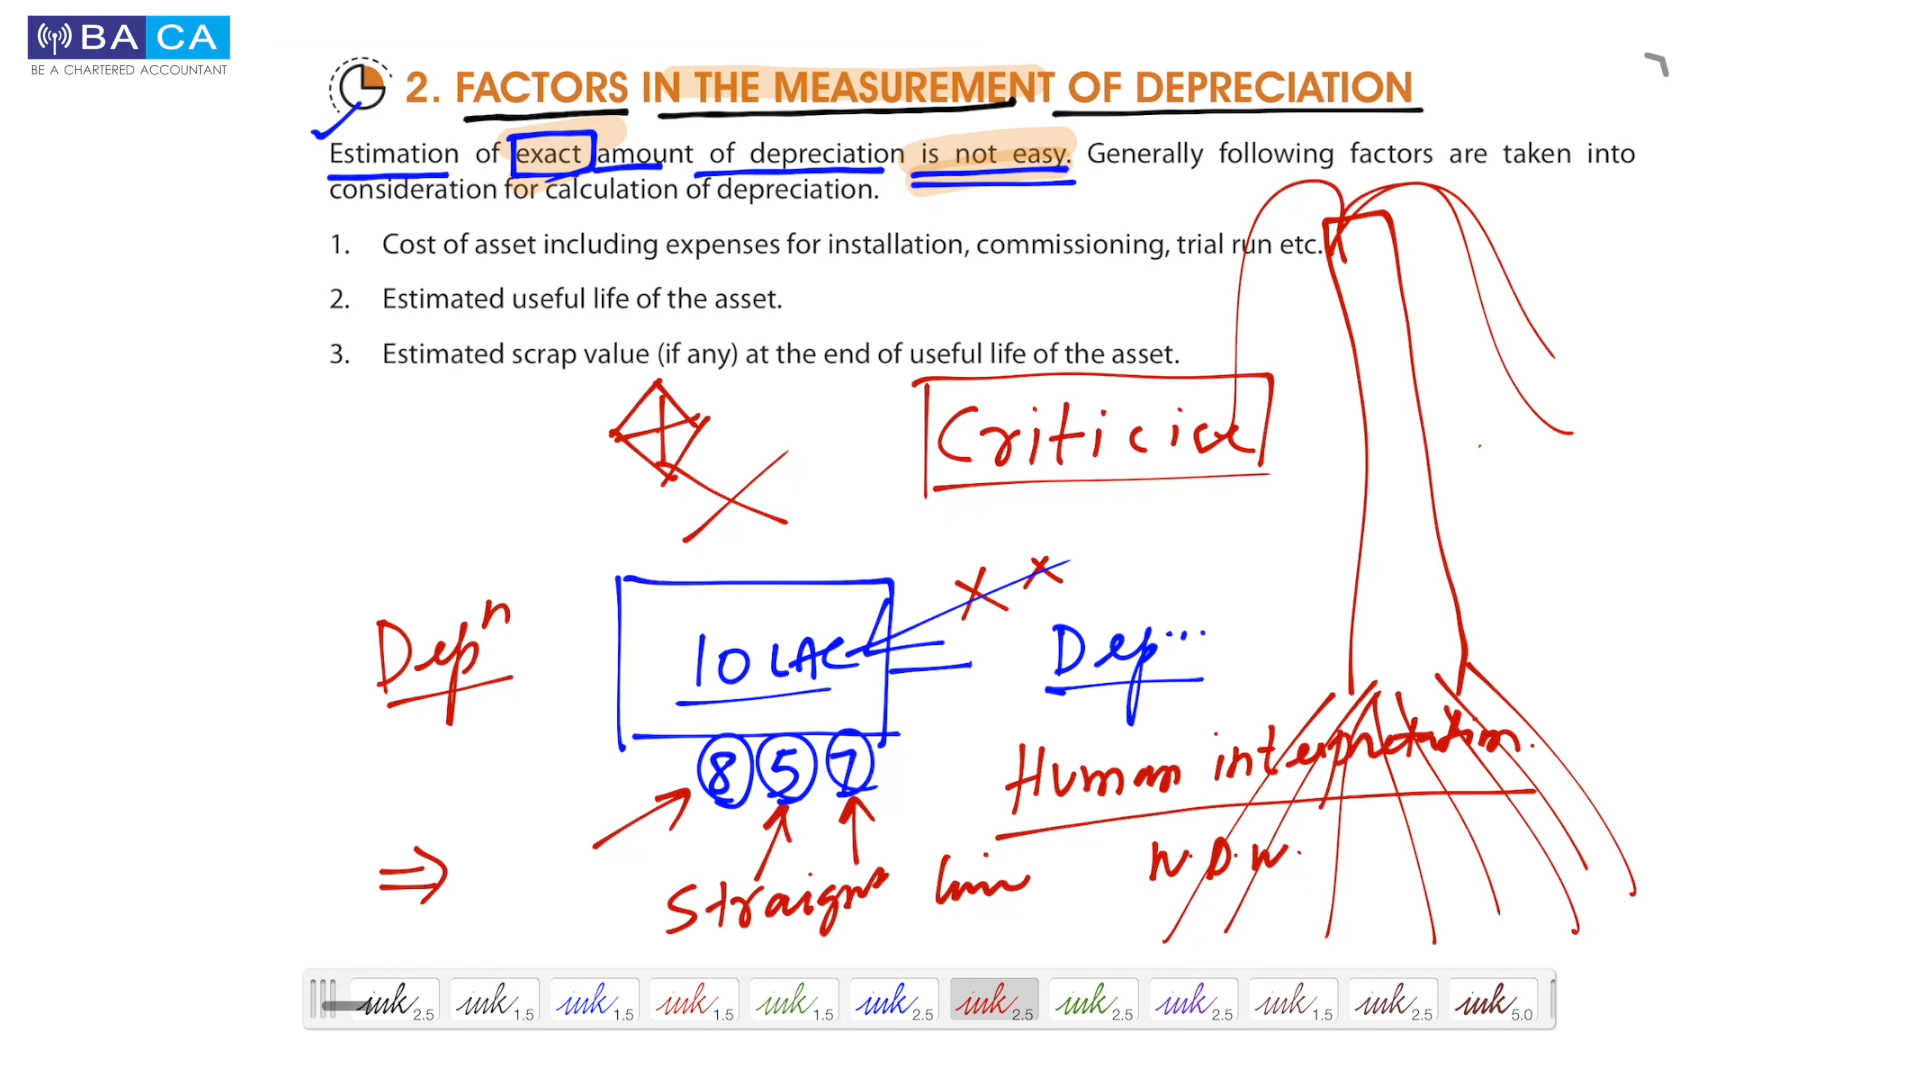 BA CA
BE A CHARTERED ACCOUNTANT
2. FACTORS IN THE MEASUREMENT OF DEPRECIATION
Estimation of exact amount of depreciation is not easy. Generally following factors are taken into
consideration for calculation of depreciation.
1. Cost of asset including expenses for installation, commissioning, trial run etc.
2. Estimated useful life of the asset.
3. Estimated scrap value (if any) at the end of useful life of the asset.
Depn
10 LAC
Dep...
8 5 7
Human interpretation.
Straight line
ink 2.5 ink 1.5 ink 1.5 ink 1.5 ink 1.5 ink 2.5 ink 2.5 ink 2.5 ink 2.5 ink 1.5 ink 2.5 ink 5.0